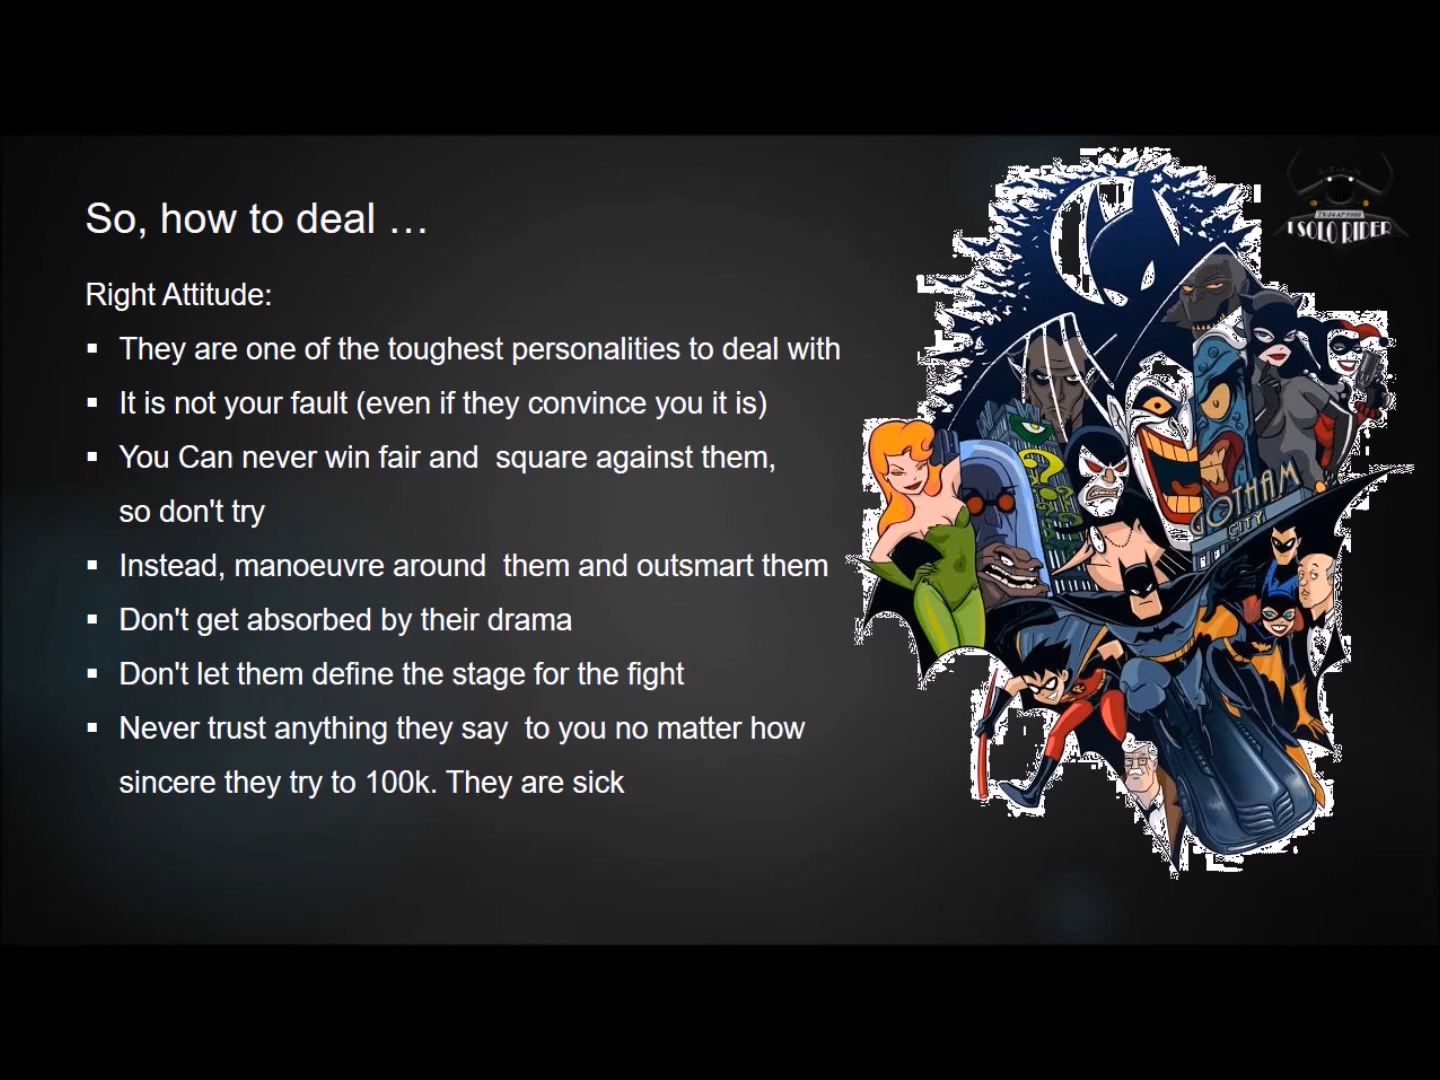 So, how to deal …
Right Attitude:
▪ They are one of the toughest personalities to deal with
▪ It is not your fault (even if they convince you it is)
▪ You Can never win fair and  square against them,
so don't try
▪ Instead, manoeuvre around  them and outsmart them
▪ Don't get absorbed by their drama
▪ Don't let them define the stage for the fight
▪ Never trust anything they say  to you no matter how
sincere they try to 100k. They are sick
GOTHAM
CITY
I SOLO RIDER